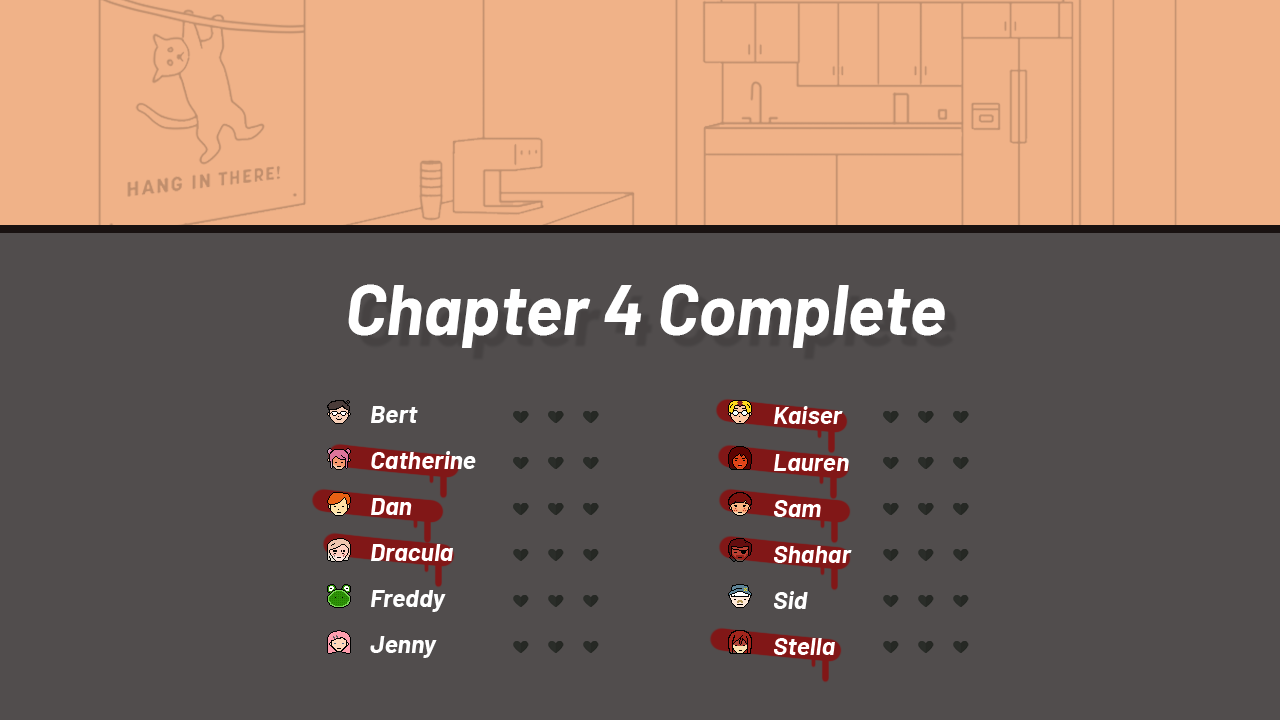 HANG IN THERE!
Chapter 4 Complete
Bert
Catherine
Dan
Dracula
Freddy
Jenny
Kaiser
Lauren
Sam
Shahar
Sid
Stella